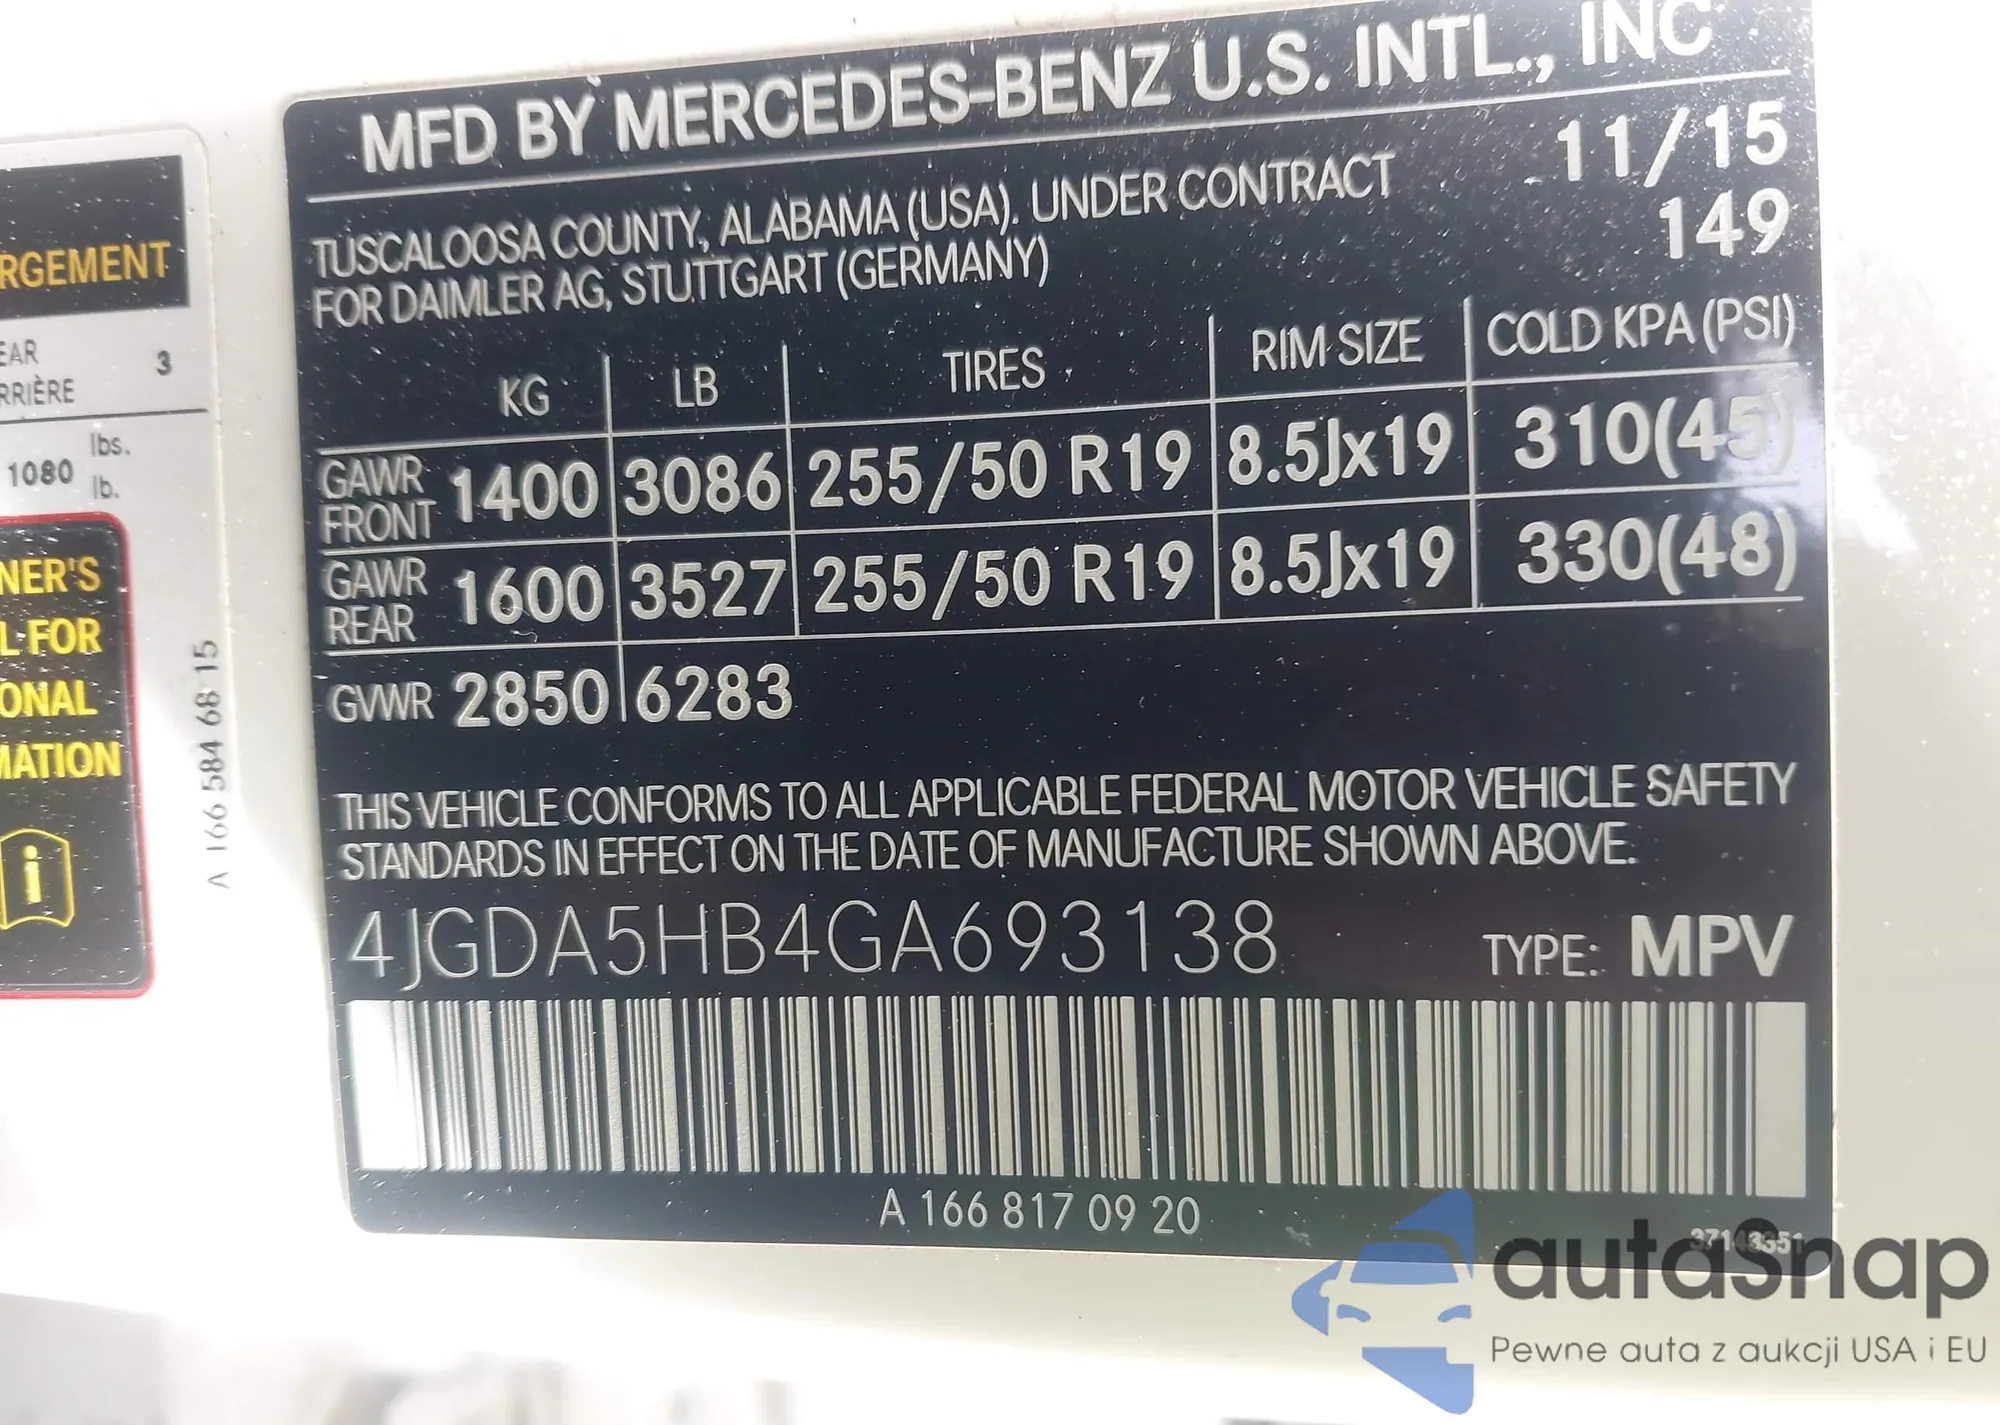 RGEMENT
EAR
RRIÈRE
3
1080
lbs.
lb.
NER'S
L FOR
ONAL
MATION
A 166 584 68 15
MFD BY MERCEDES-BENZ U.S. INTL., INC
11/15
TUSCALOOSA COUNTY, ALABAMA (USA). UNDER CONTRACT
149
FOR DAIMLER AG, STUTTGART (GERMANY)
KG LB TIRES RIM SIZE COLD KPA (PSI)
GAWR FRONT 1400 3086 255/50 R19 8.5Jx19 310(45)
GAWR REAR 1600 3527 255/50 R19 8.5Jx19 330(48)
GVWR 2850 6283
THIS VEHICLE CONFORMS TO ALL APPLICABLE FEDERAL MOTOR VEHICLE SAFETY
STANDARDS IN EFFECT ON THE DATE OF MANUFACTURE SHOWN ABOVE.
4JGDA5HB4GA693138 TYPE: MPV
A 166 817 09 20
autaSnap
Pewne auta z aukcji USA i EU